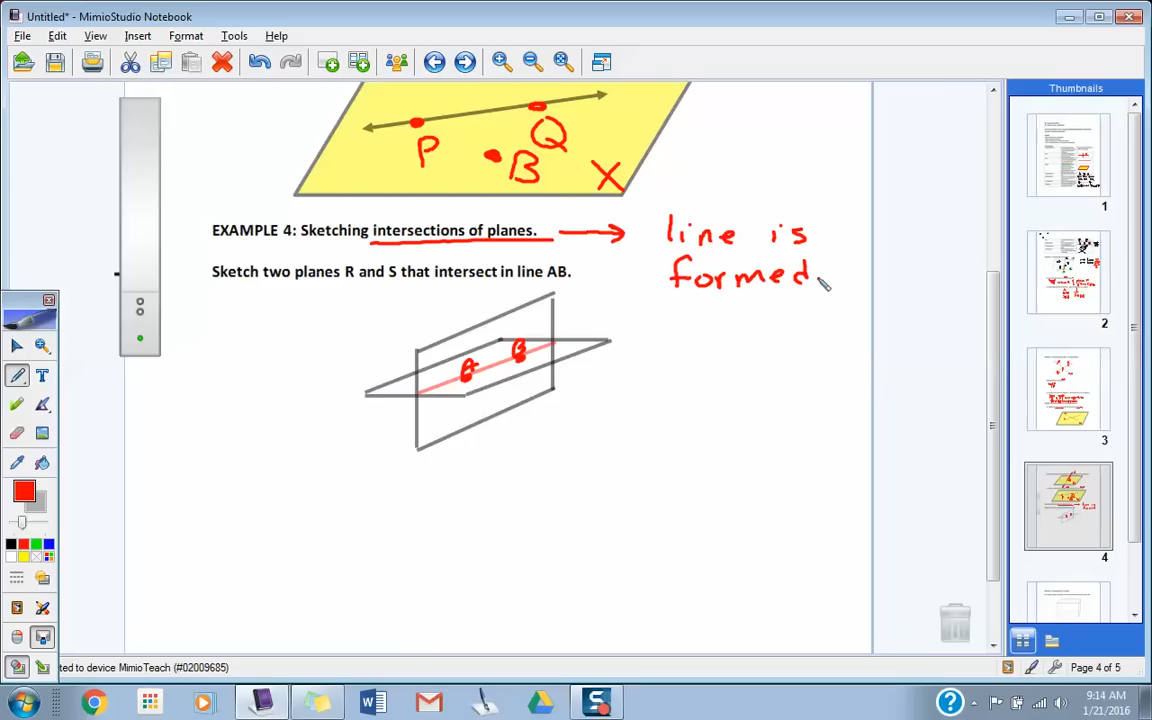 Untitled* - MimioStudio Notebook
File Edit View Insert Format Tools Help
Thumbnails
P
Q
B
X
EXAMPLE 4: Sketching intersections of planes.
line is
formed
Sketch two planes R and S that intersect in line AB.
A
B
1
2
3
4
T
ted to device MimioTeach (#02009685)
Page 4 of 5
9:14 AM
1/21/2016